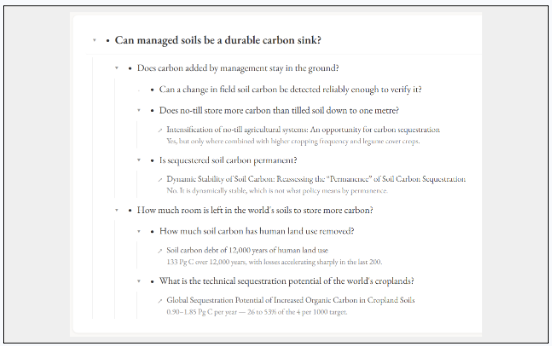 Can managed soils be a durable carbon sink?
Does carbon added by management stay in the ground?
Can a change in field soil carbon be detected reliably enough to verify it?
Does no-till store more carbon than tilled soil down to one metre?
Intensification of no-till agricultural systems: An opportunity for carbon sequestration
Yes, but only where combined with higher cropping frequency and legume cover crops.
Is sequestered soil carbon permanent?
Dynamic Stability of Soil Carbon: Reassessing the "Permanence" of Soil Carbon Sequestration
No. It is dynamically stable, which is not what policy means by permanence.
How much room is left in the world's soils to store more carbon?
How much soil carbon has human land use removed?
Soil carbon debt of 12,000 years of human land use
133 Pg C over 12,000 years, with losses accelerating sharply in the last 200.
What is the technical sequestration potential of the world's croplands?
Global Sequestration Potential of Increased Organic Carbon in Cropland Soils
0.90–1.85 Pg C per year — 26 to 53% of the 4 per 1000 target.